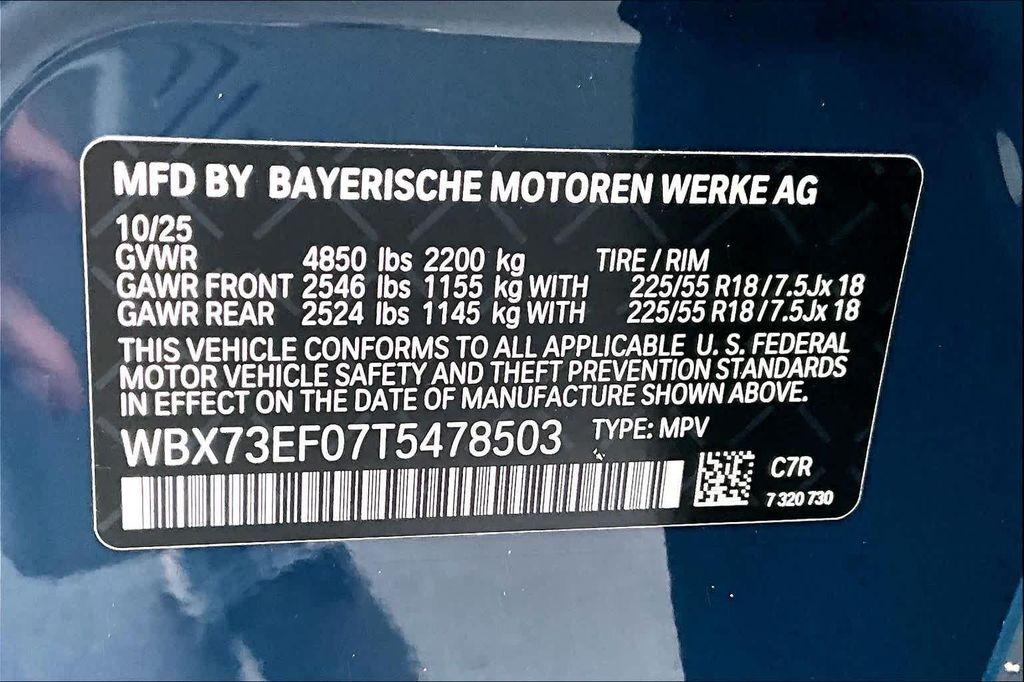 MFD BY BAYERISCHE MOTOREN WERKE AG
10/25
GVWR 4850 lbs 2200 kg TIRE / RIM
GAWR FRONT 2546 lbs 1155 kg WITH 225/55 R18/7.5Jx 18
GAWR REAR 2524 lbs 1145 kg WITH 225/55 R18/7.5Jx 18
THIS VEHICLE CONFORMS TO ALL APPLICABLE U. S. FEDERAL
MOTOR VEHICLE SAFETY AND THEFT PREVENTION STANDARDS
IN EFFECT ON THE DATE OF MANUFACTURE SHOWN ABOVE.
WBX73EF07T5478503 TYPE: MPV
C7R
7 320 730